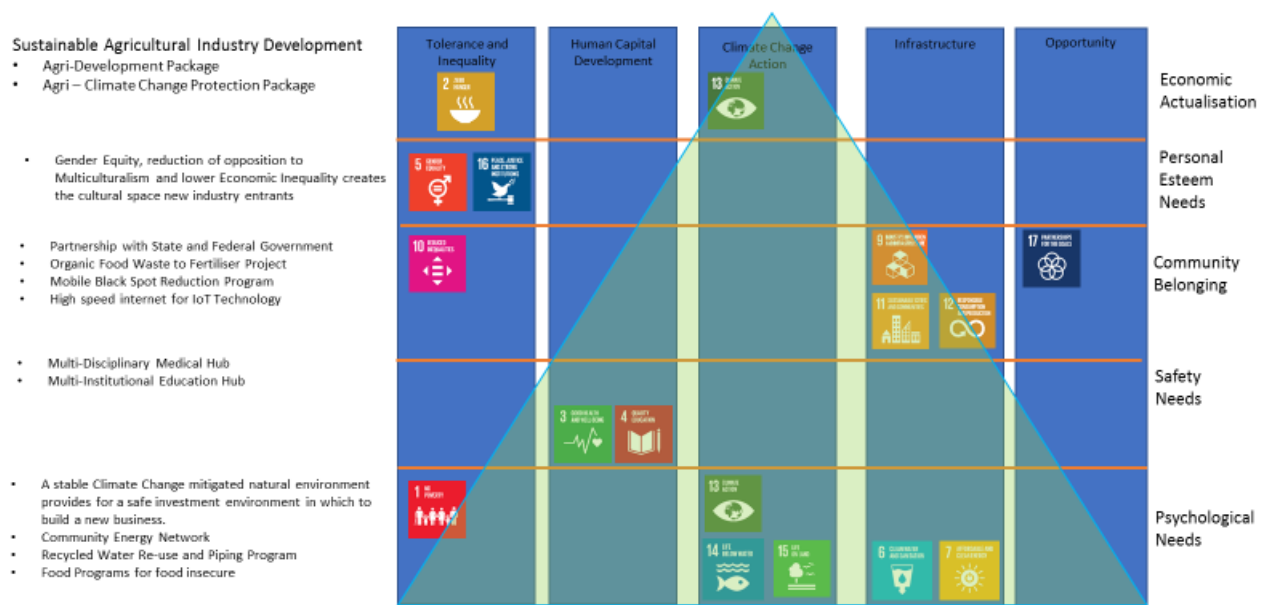 Sustainable Agricultural Industry Development
• Agri-Development Package
• Agri – Climate Change Protection Package
Tolerance and
Inequality
Human Capital
Development
Climate Change
Action
Infrastructure
Opportunity
2 ZERO
HUNGER
13 CLIMATE
ACTION
Economic
Actualisation
• Gender Equity, reduction of opposition to
Multiculturalism and lower Economic Inequality creates
the cultural space new industry entrants
5 GENDER
EQUALITY
16 PEACE, JUSTICE
AND STRONG
INSTITUTIONS
Personal
Esteem
Needs
• Partnership with State and Federal Government
• Organic Food Waste to Fertiliser Project
• Mobile Black Spot Reduction Program
• High speed internet for IoT Technology
10 REDUCED
INEQUALITIES
9
17 PARTNERSHIPS
FOR THE GOALS
11 SUSTAINABLE CITIES
AND COMMUNITIES
12 RESPONSIBLE
CONSUMPTION
AND PRODUCTION
Community
Belonging
• Multi-Disciplinary Medical Hub
• Multi-Institutional Education Hub
3 GOOD HEALTH
AND WELL-BEING
4 QUALITY
EDUCATION
Safety
Needs
• A stable Climate Change mitigated natural environment
provides for a safe investment environment in which to
build a new business.
• Community Energy Network
• Recycled Water Re-use and Piping Program
• Food Programs for food insecure
1 NO
POVERTY
13 CLIMATE
ACTION
14 LIFE
BELOW WATER
15 LIFE
ON LAND
6 CLEAN WATER
AND SANITATION
7 AFFORDABLE AND
CLEAN ENERGY
Psychological
Needs